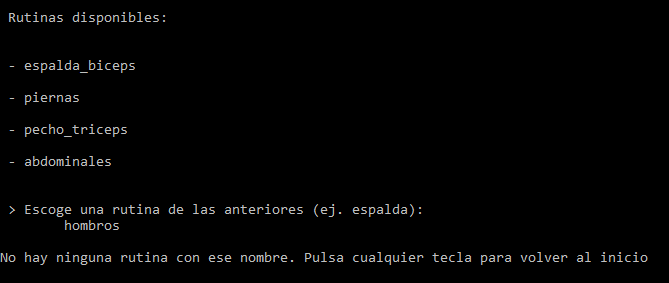 Rutinas disponibles:
- espalda_biceps
- piernas
- pecho_triceps
- abdominales
> Escoge una rutina de las anteriores (ej. espalda):
hombros
No hay ninguna rutina con ese nombre. Pulsa cualquier tecla para volver al inicio